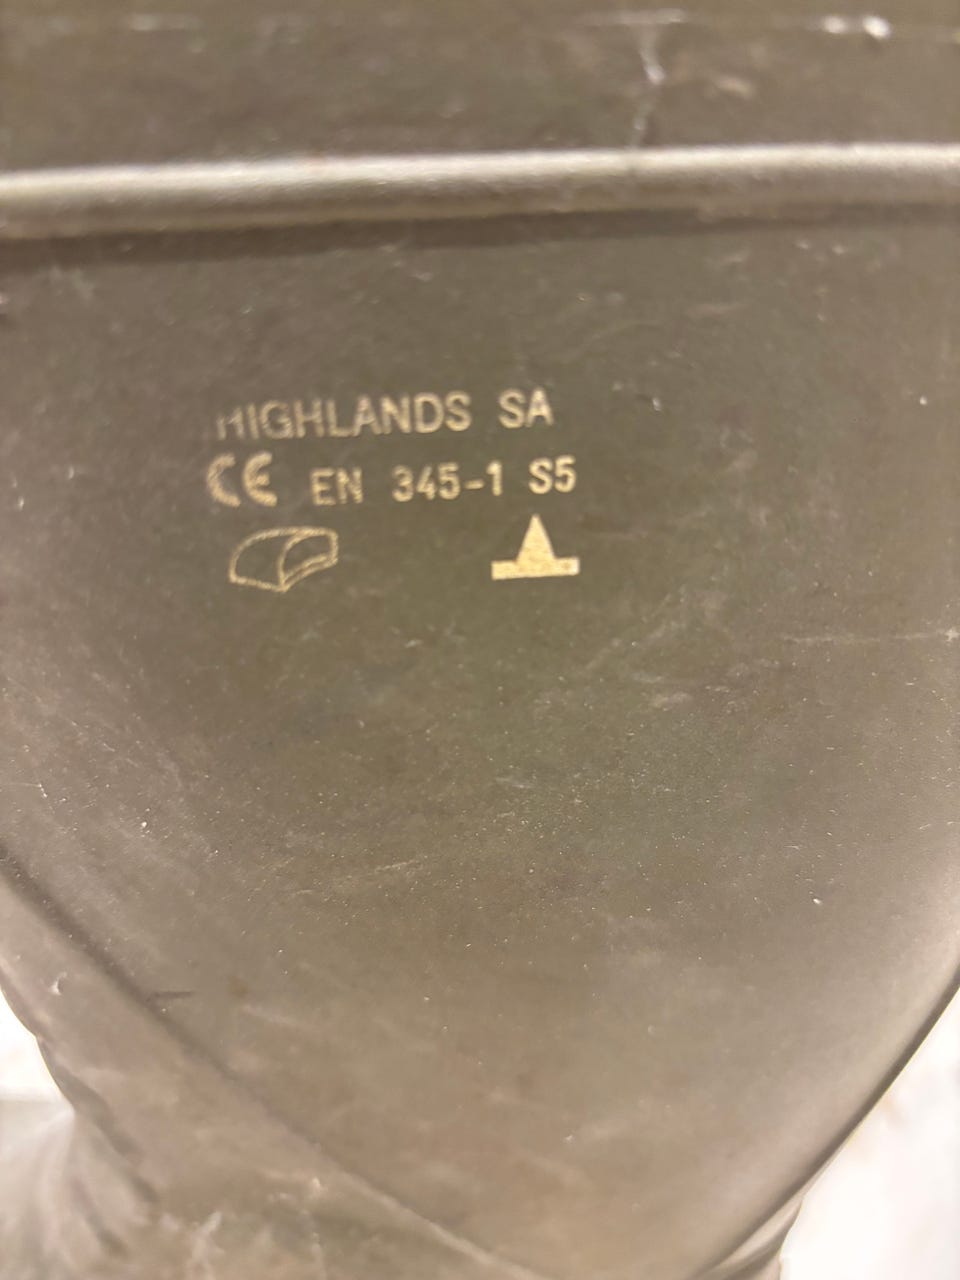 HIGHLANDS SA
CE EN 345-1 S5